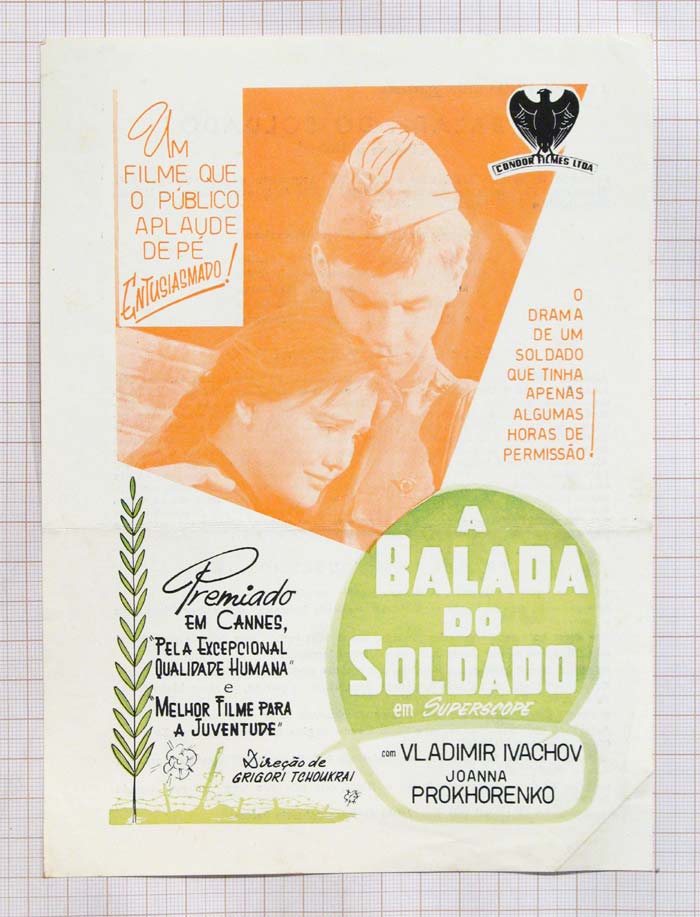 UM
FILME QUE
O PÚBLICO
APLAUDE
DE PÉ
ENTUSIASMADO!
CONDOR FILMES LTDA
O
DRAMA
DE UM
SOLDADO
QUE TINHA
APENAS
ALGUMAS
HORAS DE
PERMISSÃO!
A
BALADA
DO
SOLDADO
em SUPERSCOPE
Premiado
EM CANNES,
"PELA EXCEPCIONAL
QUALIDADE HUMANA"
e
"MELHOR FILME PARA
A JUVENTUDE"
Direção de
GRIGORI TCHOUKRAI
com VLADIMIR IVACHOV
JOANNA
PROKHORENKO